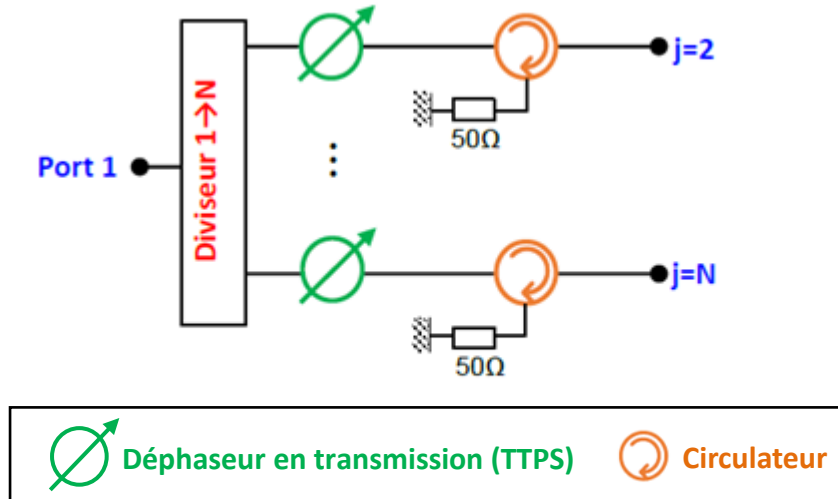 j=2
50Ω
Port 1
Diviseur 1→N
⋮
j=N
50Ω
Déphaseur en transmission (TTPS)
Circulateur